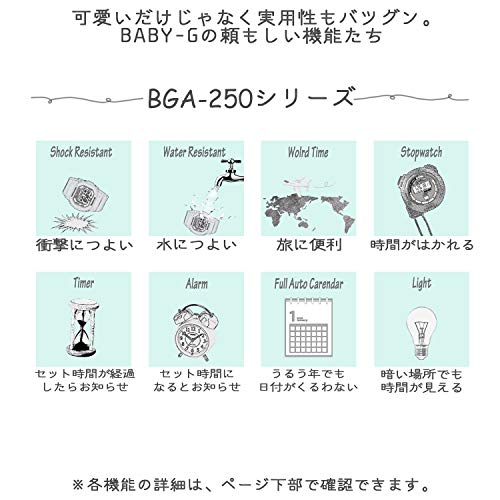 可愛いだけじゃなく実用性もバツグン。
BABY-Gの頼もしい機能たち
BGA-250シリーズ
Shock Resistant
衝撃につよい
Water Resistant
水につよい
Wolrd Time
旅に便利
Stopwatch
時間がはかれる
Timer
セット時間が経過
したらお知らせ
Alarm
セット時間に
なるとお知らせ
Full Auto Carendar
1
うるう年でも
日付がくるわない
Light
暗い場所でも
時間が見える
※各機能の詳細は、ページ下部で確認できます。